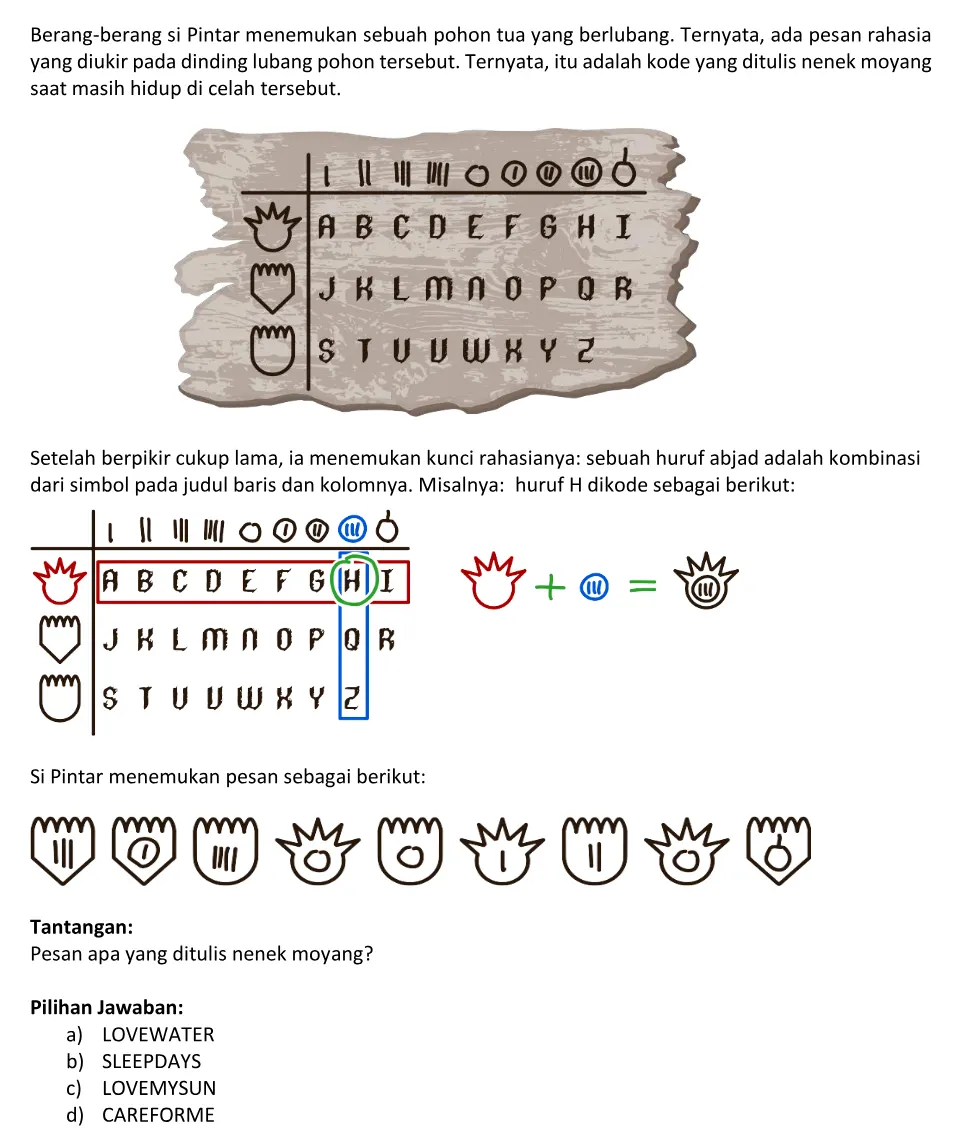 Berang-berang si Pintar menemukan sebuah pohon tua yang berlubang. Ternyata, ada pesan rahasia
yang diukir pada dinding lubang pohon tersebut. Ternyata, itu adalah kode yang ditulis nenek moyang
saat masih hidup di celah tersebut.
A B C D E F G H I
J K L M N O P Q R
S T U V W X Y Z
Setelah berpikir cukup lama, ia menemukan kunci rahasianya: sebuah huruf abjad adalah kombinasi
dari simbol pada judul baris dan kolomnya. Misalnya: huruf H dikode sebagai berikut:
A B C D E F G H I
+ =
J K L M N O P Q R
S T U V W X Y Z
Si Pintar menemukan pesan sebagai berikut:
Tantangan:
Pesan apa yang ditulis nenek moyang?
Pilihan Jawaban:
a) LOVEWATER
b) SLEEPDAYS
c) LOVEMYSUN
d) CAREFORME